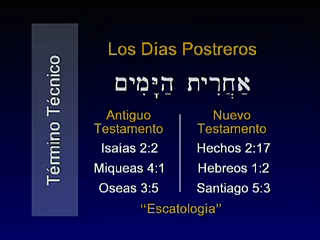 Término Técnico
Los Dias Postreros
אַחֲרִית הַיָּמִים
Antiguo
Testamento
Isaías 2:2
Miqueas 4:1
Oseas 3:5
Nuevo
Testamento
Hechos 2:17
Hebreos 1:2
Santiago 5:3
“Escatología”